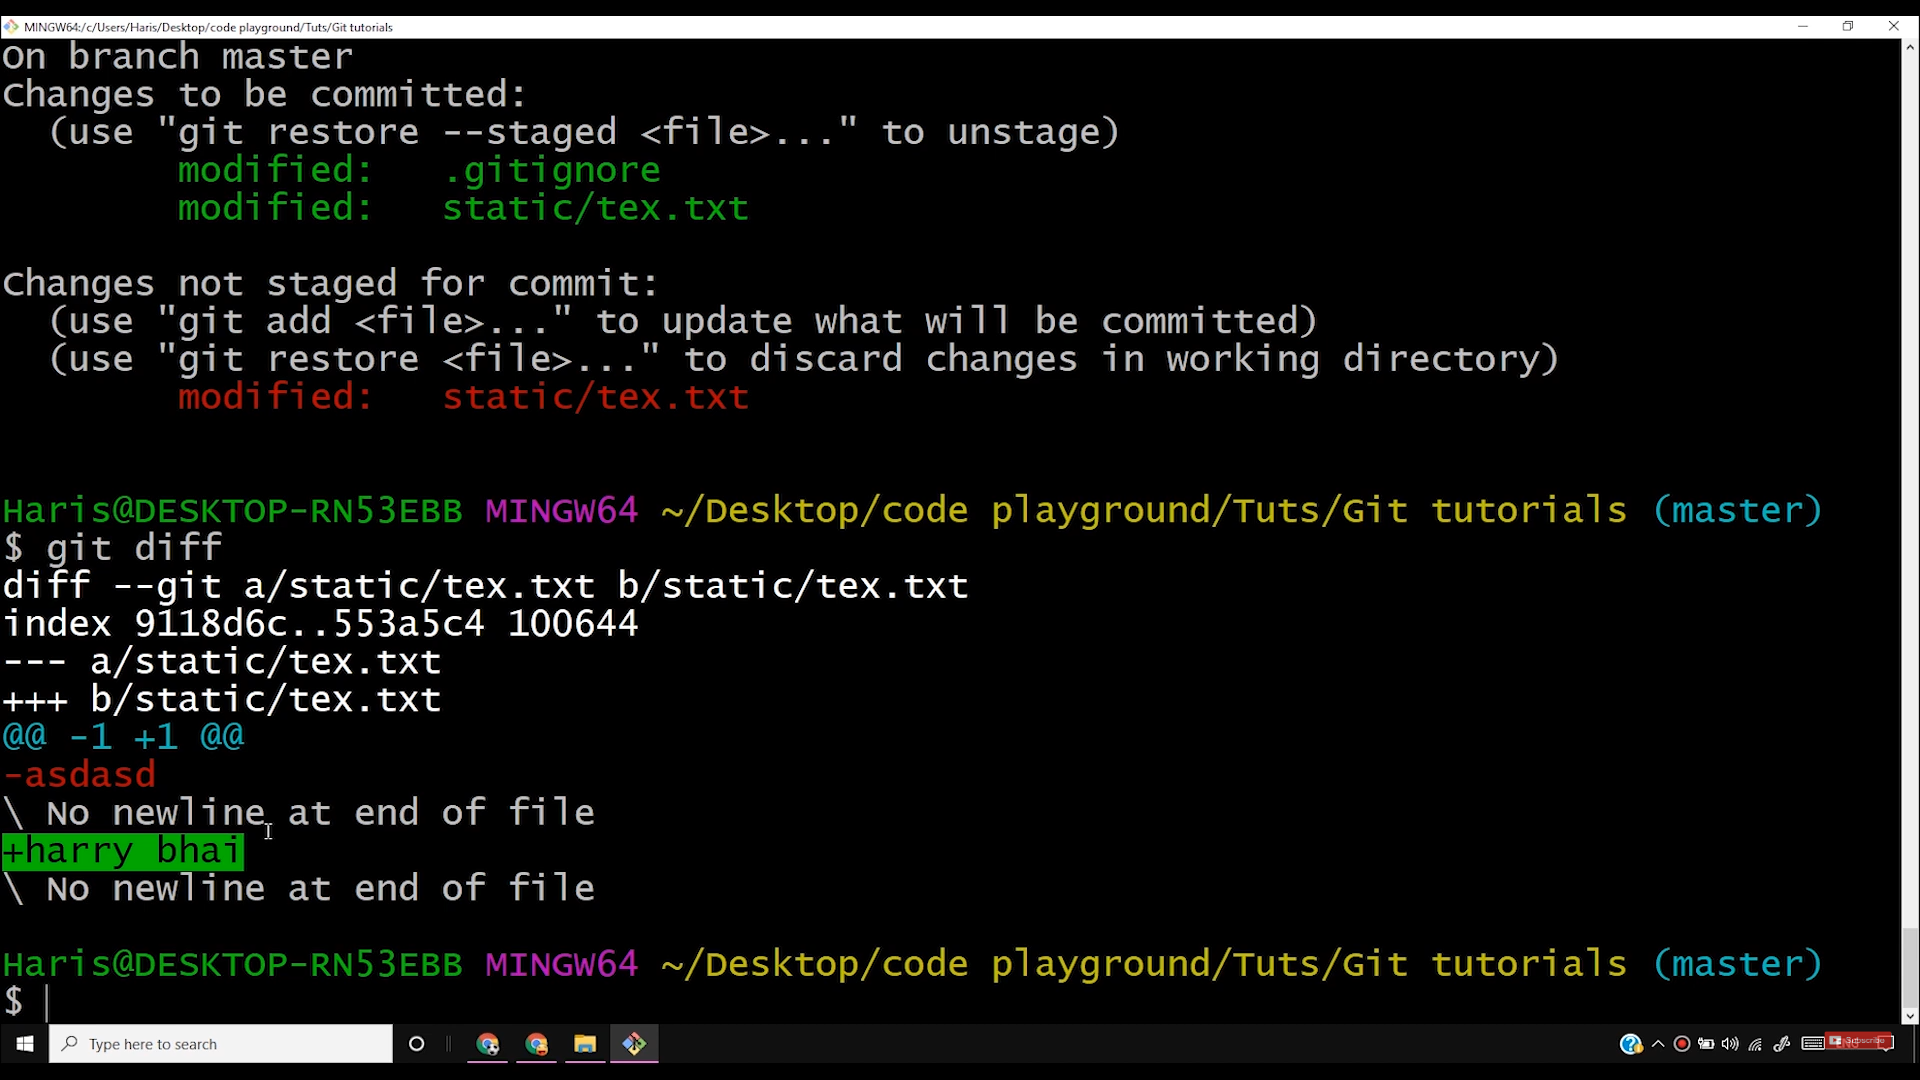 MINGW64:/c/Users/Haris/Desktop/code playground/Tuts/Git tutorials
On branch master
Changes to be committed:
  (use "git restore --staged <file>..." to unstage)
        modified:   .gitignore
        modified:   static/tex.txt
Changes not staged for commit:
  (use "git add <file>..." to update what will be committed)
  (use "git restore <file>..." to discard changes in working directory)
        modified:   static/tex.txt
Haris@DESKTOP-RN53EBB MINGW64 ~/Desktop/code playground/Tuts/Git tutorials (master)
$ git diff
diff --git a/static/tex.txt b/static/tex.txt
index 9118d6c..553a5c4 100644
--- a/static/tex.txt
+++ b/static/tex.txt
@@ -1 +1 @@
-asdasd
\ No newline at end of file
+harry bhai
\ No newline at end of file
Haris@DESKTOP-RN53EBB MINGW64 ~/Desktop/code playground/Tuts/Git tutorials (master)
$
Type here to search
Subscribe